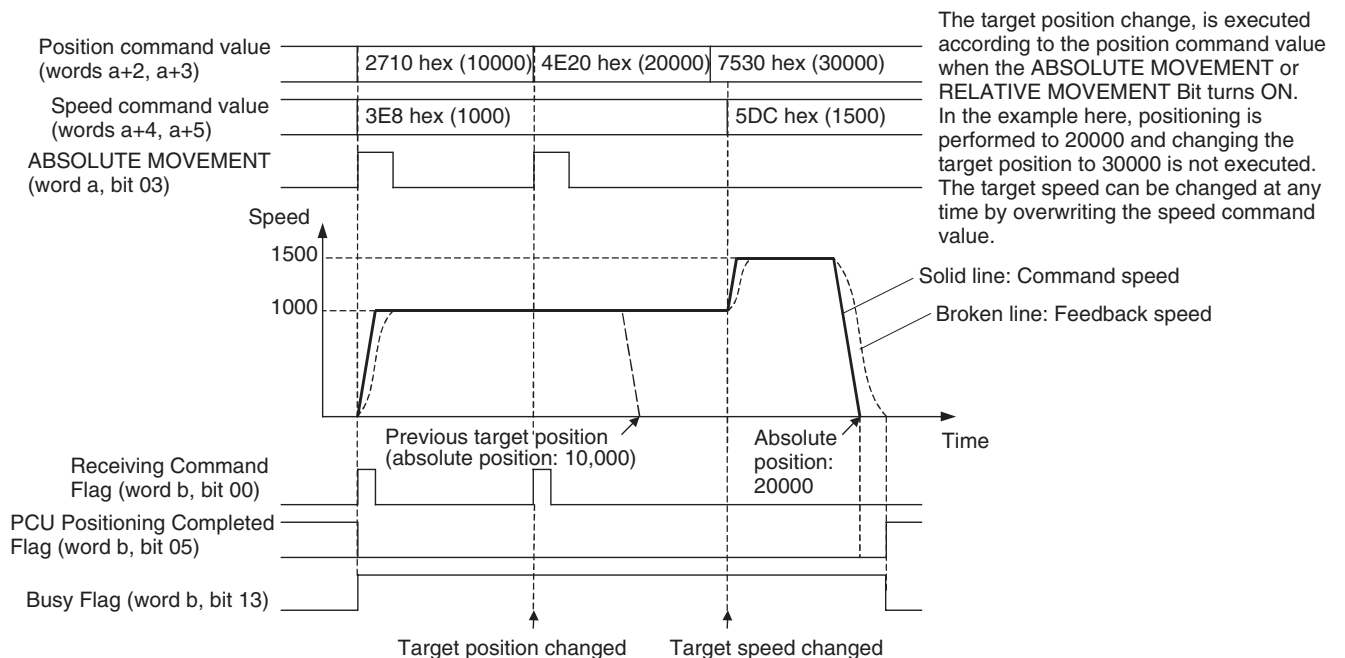 Position command value
(words a+2, a+3)
2710 hex (10000)
4E20 hex (20000)
7530 hex (30000)
Speed command value
(words a+4, a+5)
3E8 hex (1000)
5DC hex (1500)
ABSOLUTE MOVEMENT
(word a, bit 03)
The target position change, is executed
according to the position command value
when the ABSOLUTE MOVEMENT or
RELATIVE MOVEMENT Bit turns ON.
In the example here, positioning is
performed to 20000 and changing the
target position to 30000 is not executed.
The target speed can be changed at any
time by overwriting the speed command
value.
Speed
1500
1000
Solid line: Command speed
Broken line: Feedback speed
Time
Previous target position
(absolute position: 10,000)
Absolute
position:
20000
Receiving Command
Flag (word b, bit 00)
PCU Positioning Completed
Flag (word b, bit 05)
Busy Flag (word b, bit 13)
Target position changed
Target speed changed